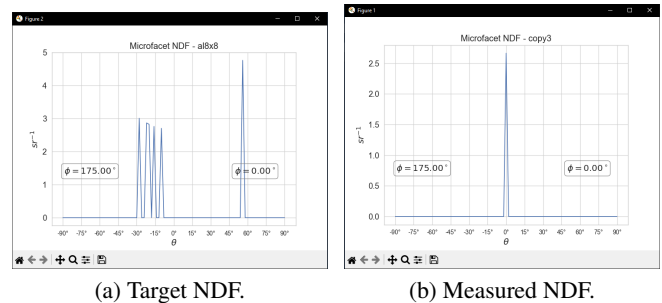 Figure 2
Microfacet NDF - al8x8
5
4
3
2
1
0
sr⁻¹
ϕ = 175.00°
ϕ = 0.00°
-90° -75° -60° -45° -30° -15° 0° 15° 30° 45° 60° 75° 90°
θ
(a) Target NDF.
Figure 1
Microfacet NDF - copy3
2.5
2.0
1.5
1.0
0.5
0.0
sr⁻¹
ϕ = 175.00°
ϕ = 0.00°
-90° -75° -60° -45° -30° -15° 0° 15° 30° 45° 60° 75° 90°
θ
(b) Measured NDF.